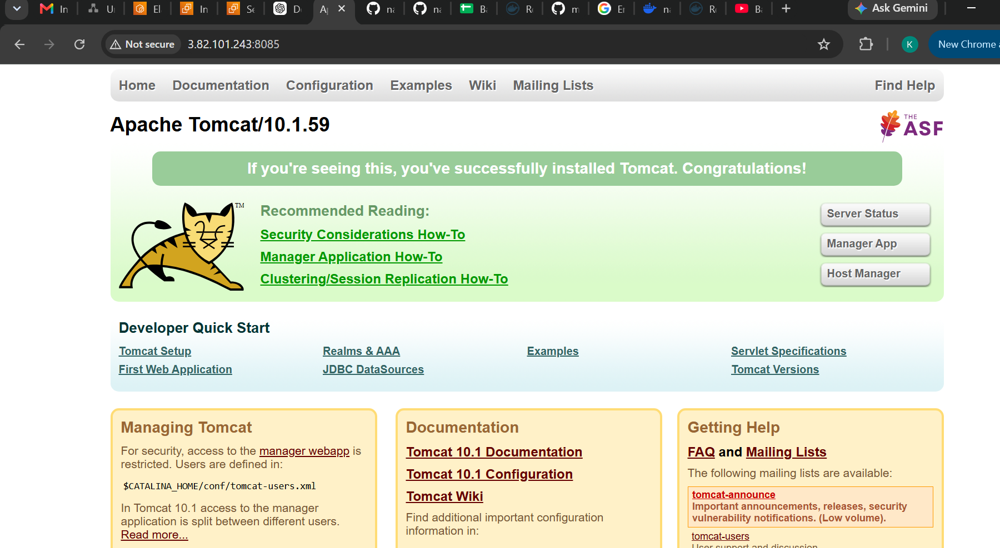 In
El
In
D
Ask Gemini
Not secure
3.82.101.243:8085
K
New Chrome
Home Documentation Configuration Examples Wiki Mailing Lists Find Help
Apache Tomcat/10.1.59
THE
ASF
If you're seeing this, you've successfully installed Tomcat. Congratulations!
TM
Recommended Reading:
Security Considerations How-To
Manager Application How-To
Clustering/Session Replication How-To
Server Status
Manager App
Host Manager
Developer Quick Start
Tomcat Setup
Realms & AAA
Examples
Servlet Specifications
First Web Application
JDBC DataSources
Tomcat Versions
Managing Tomcat
For security, access to the manager webapp is
restricted. Users are defined in:
$CATALINA_HOME/conf/tomcat-users.xml
In Tomcat 10.1 access to the manager
application is split between different users.
Read more...
Documentation
Tomcat 10.1 Documentation
Tomcat 10.1 Configuration
Tomcat Wiki
Find additional important configuration
information in:
Getting Help
FAQ and Mailing Lists
The following mailing lists are available:
tomcat-announce
Important announcements, releases, security
vulnerability notifications. (Low volume).
tomcat-users
User support and discussion